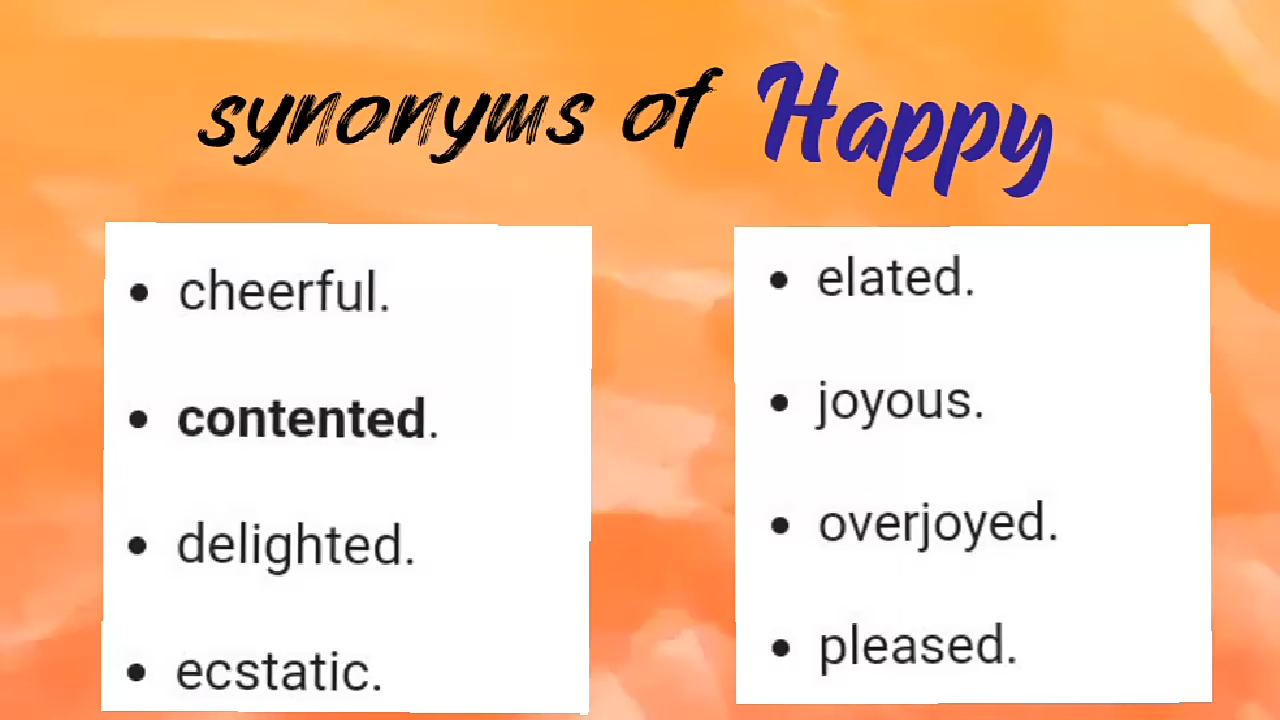 synonyms of Happy
• cheerful.
• contented.
• delighted.
• ecstatic.
• elated.
• joyous.
• overjoyed.
• pleased.